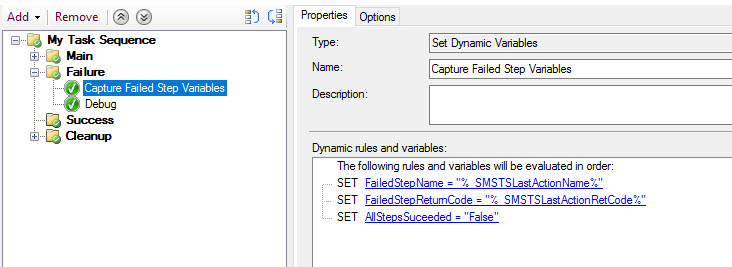 Add Remove
My Task Sequence
Main
Failure
Capture Failed Step Variables
Debug
Success
Cleanup
Properties Options
Type: Set Dynamic Variables
Name: Capture Failed Step Variables
Description:
Dynamic rules and variables:
The following rules and variables will be evaluated in order:
SET FailedStepName = "%_SMSTSLastActionName%"
SET FailedStepReturnCode = "%_SMSTSLastActionRetCode%"
SET AllStepsSuceeded = "False"